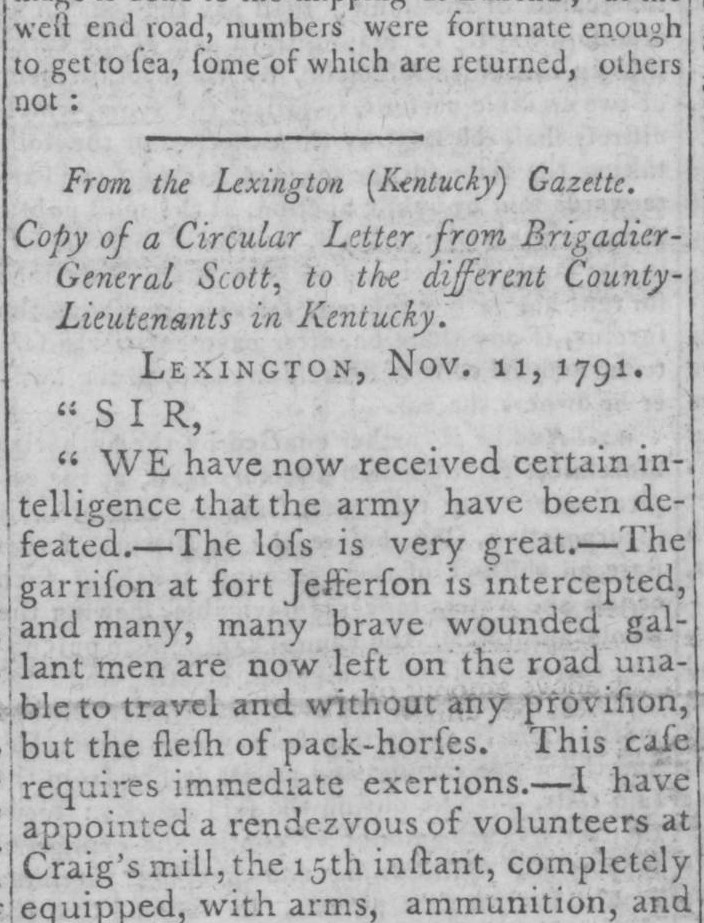 west end road, numbers were fortunate enough
to get to ſea, ſome of which are returned, others
not :
From the Lexington (Kentucky) Gazette.
Copy of a Circular Letter from Brigadier-
General Scott, to the different County-
Lieutenants in Kentucky.
LEXINGTON, Nov. 11, 1791.
“ S I R,
“ WE have now received certain in-
telligence that the army have been de-
feated.—The loſs is very great.—The
garriſon at fort Jefferſon is intercepted,
and many, many brave wounded gal-
lant men are now left on the road una-
ble to travel and without any proviſion,
but the fleſh of pack-horſes. This caſe
requires immediate exertions.—I have
appointed a rendezvous of volunteers at
Craig's mill, the 15th inſtant, completely
equipped, with arms, ammunition, and